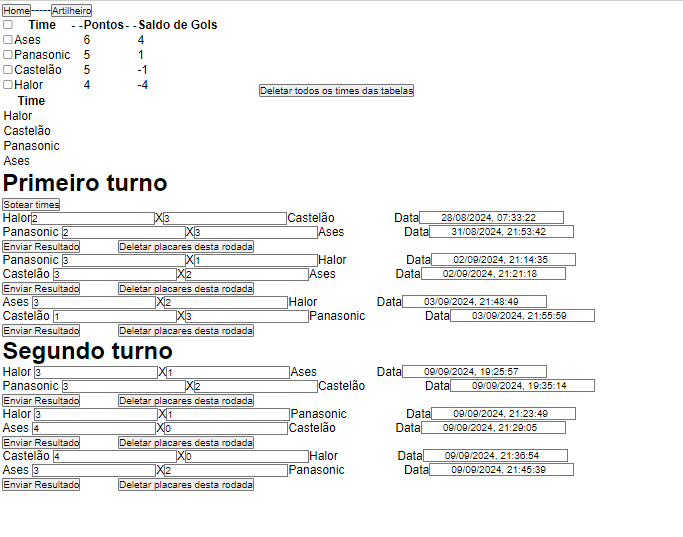 Home-----Artilheiro
Time --Pontos--Saldo de Gols
Ases 6 4
Panasonic 5 1
Castelão 5 -1
Halor 4 -4
Deletar todos os times das tabelas
Time
Halor
Castelão
Panasonic
Ases
Primeiro turno
Sotear times
Halor 2 X 3 Castelão Data 28/08/2024, 07:33:22
Panasonic 2 X 3 Ases Data 31/08/2024, 21:53:42
Enviar Resultado Deletar placares desta rodada
Panasonic 3 X 1 Halor Data 02/09/2024, 21:14:35
Castelão 3 X 2 Ases Data 02/09/2024, 21:21:18
Enviar Resultado Deletar placares desta rodada
Ases 3 X 2 Halor Data 03/09/2024, 21:48:49
Castelão 1 X 3 Panasonic Data 03/09/2024, 21:55:59
Enviar Resultado Deletar placares desta rodada
Segundo turno
Halor 3 X 1 Ases Data 09/09/2024, 19:25:57
Panasonic 3 X 2 Castelão Data 09/09/2024, 19:35:14
Enviar Resultado Deletar placares desta rodada
Halor 3 X 1 Panasonic Data 09/09/2024, 21:23:49
Ases 4 X 0 Castelão Data 09/09/2024, 21:29:05
Enviar Resultado Deletar placares desta rodada
Castelão 4 X 0 Halor Data 09/09/2024, 21:36:54
Ases 3 X 2 Panasonic Data 09/09/2024, 21:45:39
Enviar Resultado Deletar placares desta rodada